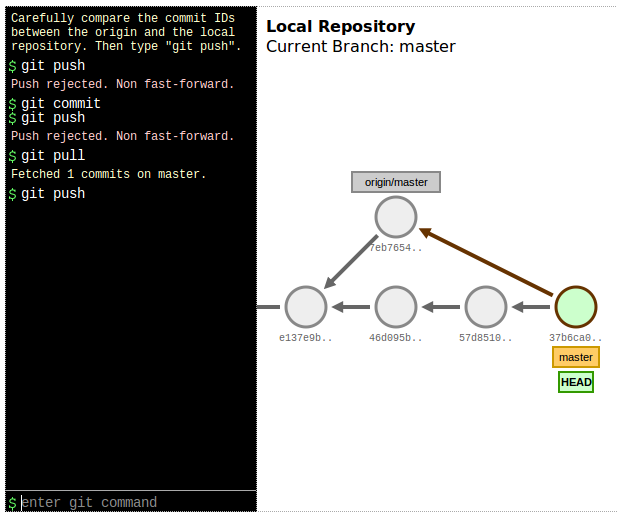 Carefully compare the commit IDs
between the origin and the local
repository. Then type "git push".
$ git push
Push rejected. Non fast-forward.
$ git commit
$ git push
Push rejected. Non fast-forward.
$ git pull
Fetched 1 commits on master.
$ git push
$ enter git command
Local Repository
Current Branch: master
origin/master
7eb7654..
e137e9b..
46d095b..
57d8510..
37b6ca0..
master
HEAD